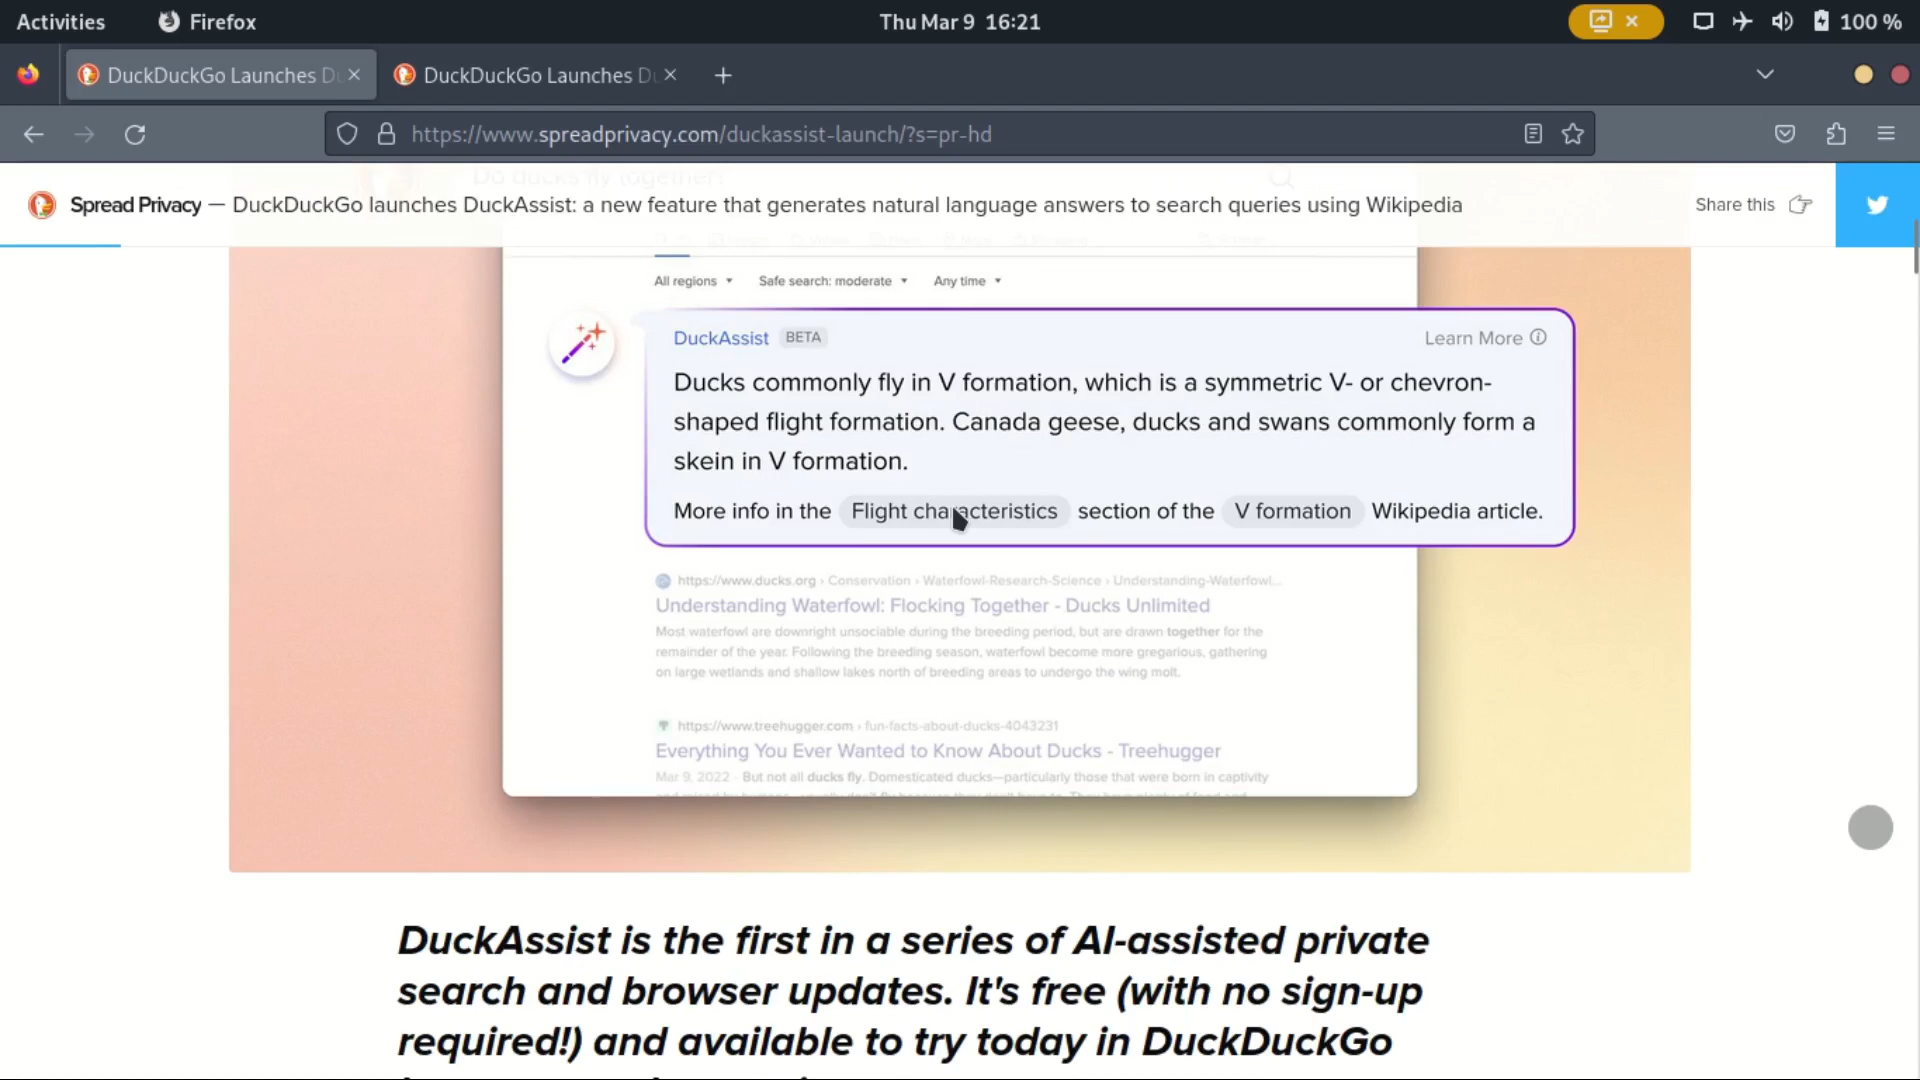 Activities
Firefox
Thu Mar 9 16:21
100 %
DuckDuckGo Launches Du
DuckDuckGo Launches Du
https://www.spreadprivacy.com/duckassist-launch/?s=pr-hd
Do ducks fly together?
Spread Privacy — DuckDuckGo launches DuckAssist: a new feature that generates natural language answers to search queries using Wikipedia
Share this
All regions
Safe search: moderate
Any time
DuckAssist BETA
Learn More
Ducks commonly fly in V formation, which is a symmetric V- or chevron-
shaped flight formation. Canada geese, ducks and swans commonly form a
skein in V formation.
More info in the Flight characteristics section of the V formation Wikipedia article.
https://www.ducks.org › Conservation › Waterfowl-Research-Science › Understanding-Waterfowl...
Understanding Waterfowl: Flocking Together - Ducks Unlimited
Most waterfowl are downright unsociable during the breeding period, but are drawn together for the
remainder of the year. Following the breeding season, waterfowl become more gregarious, gathering
on large wetlands and shallow lakes north of breeding areas to undergo the wing molt.
https://www.treehugger.com › fun-facts-about-ducks-4043231
Everything You Ever Wanted to Know About Ducks - Treehugger
Mar 9, 2022 - But not all ducks fly. Domesticated ducks—particularly those that were born in captivity
DuckAssist is the first in a series of AI-assisted private
search and browser updates. It's free (with no sign-up
required!) and available to try today in DuckDuckGo